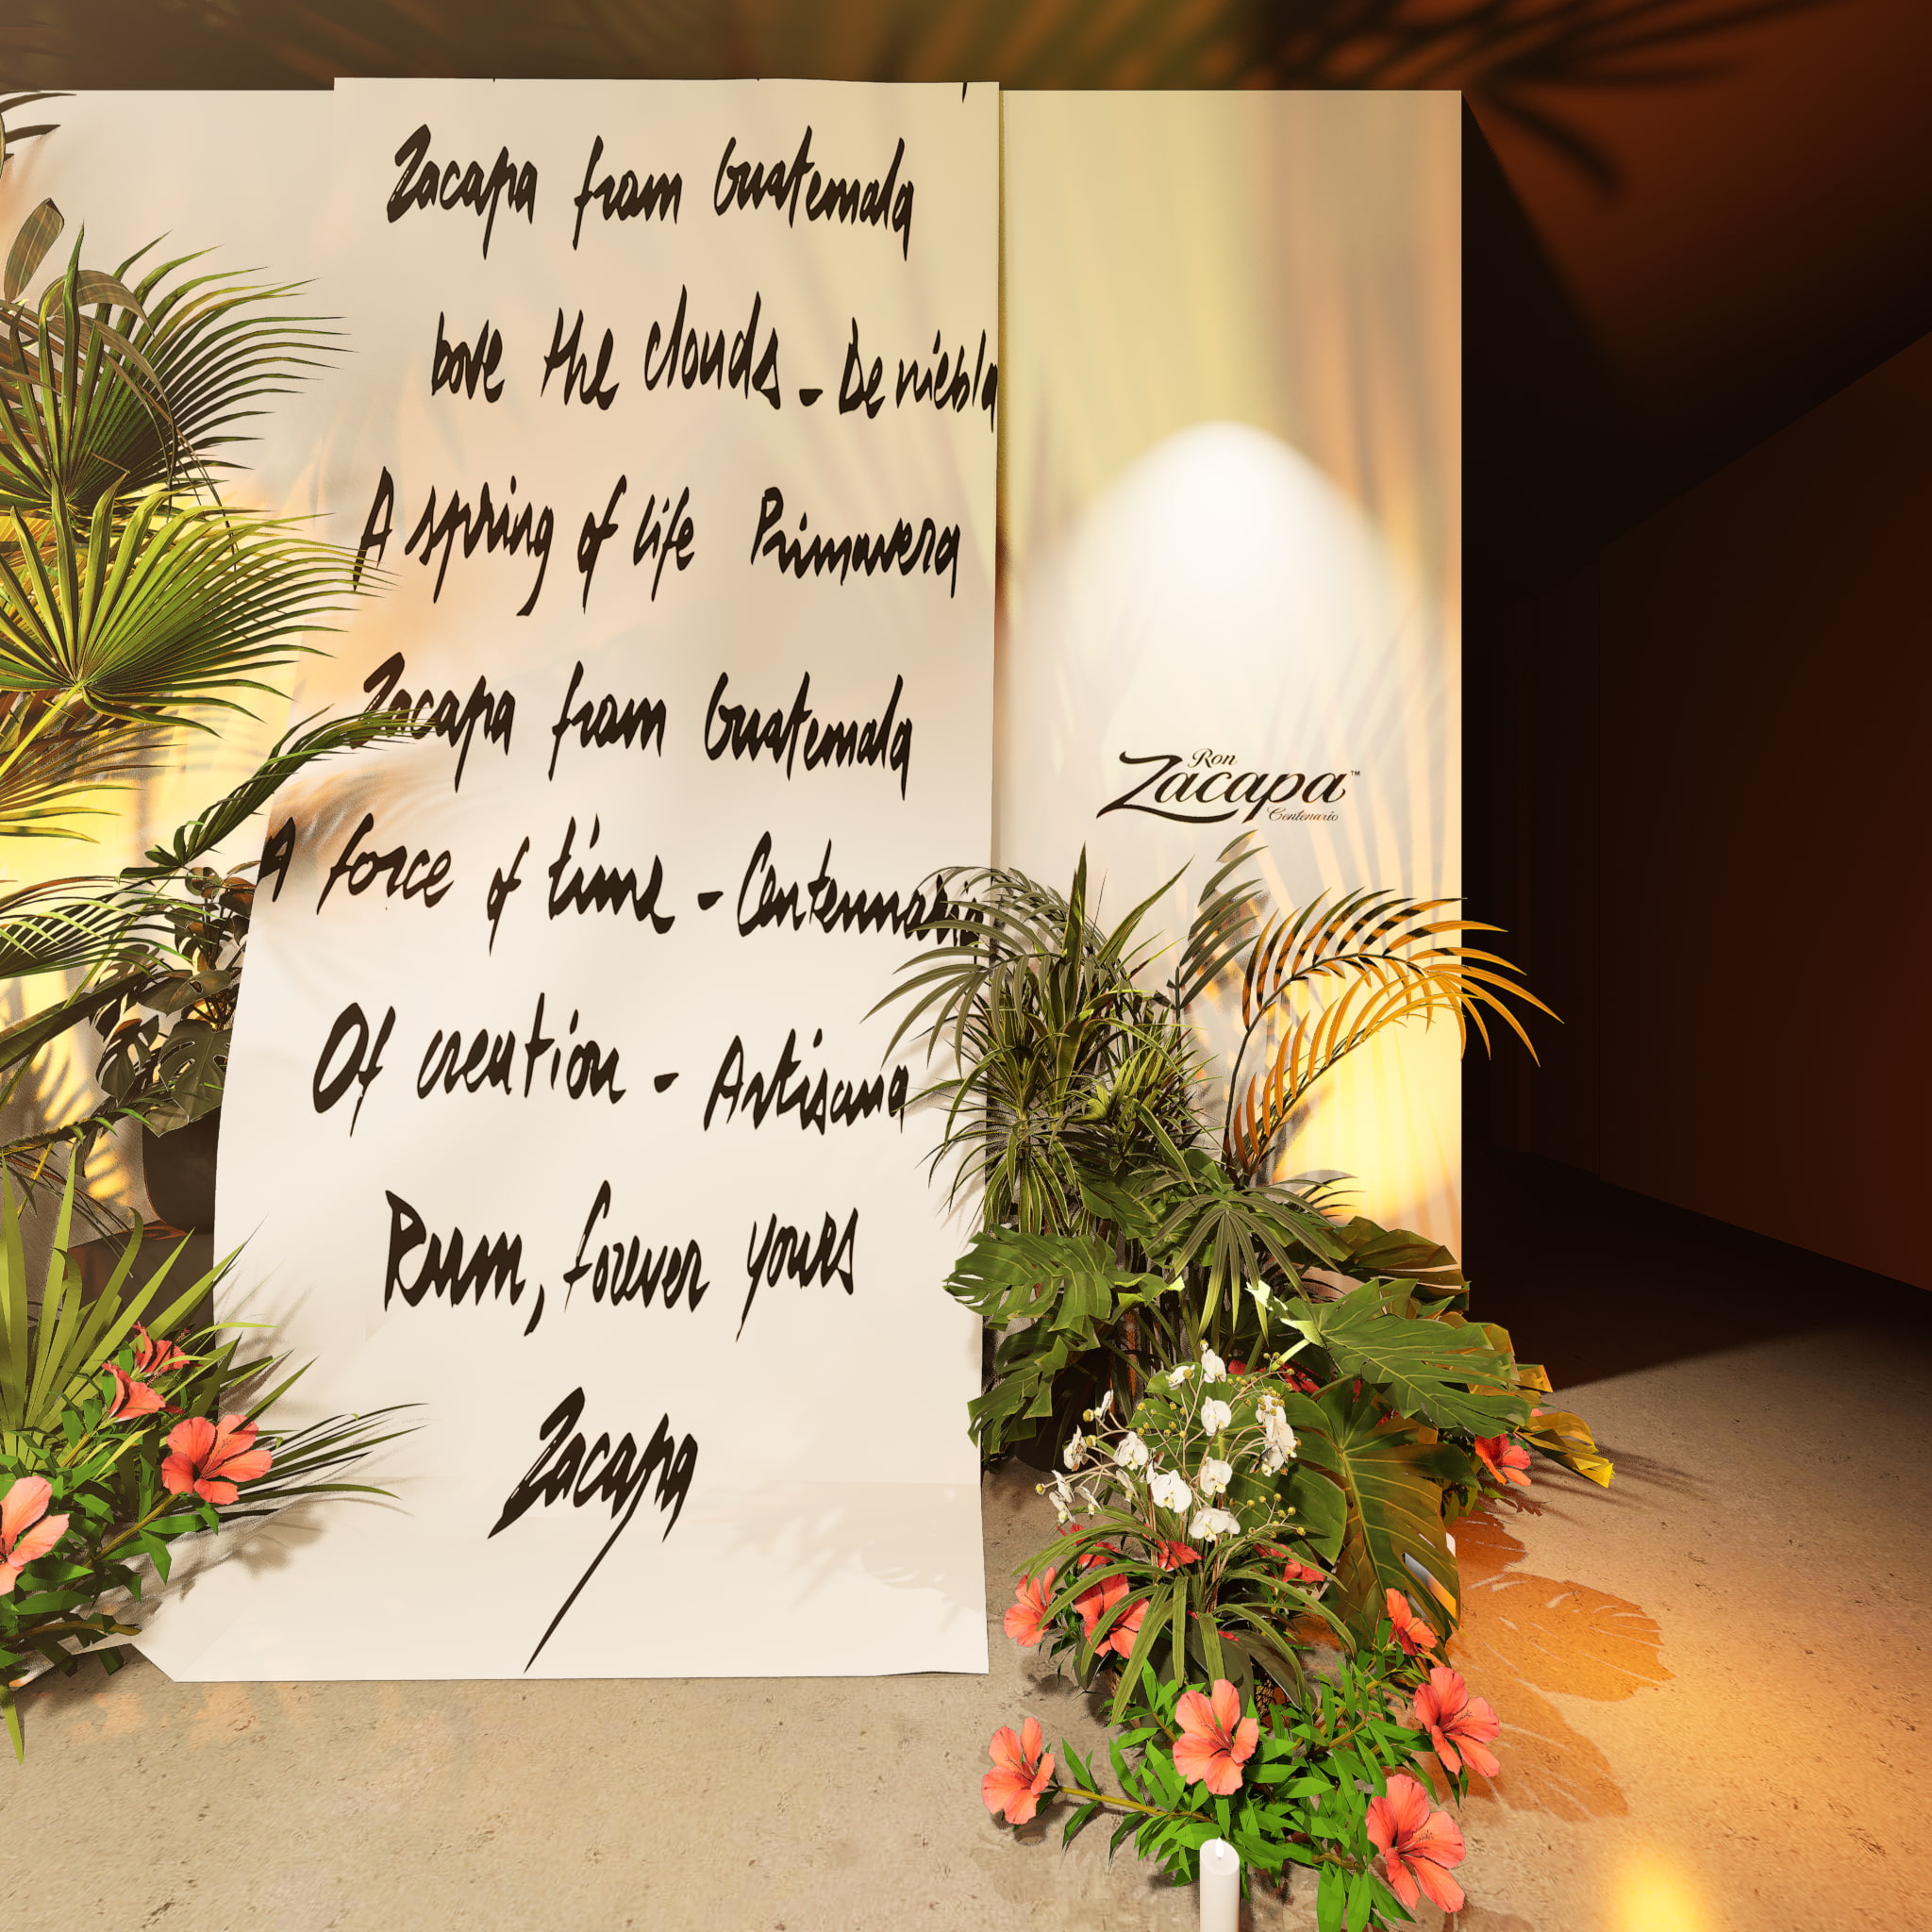 Zacapa from Guatemala
bove the clouds - De niebla
A spring of life Primavera
Zacapa from Guatemala
A force of time - Centennario
Of creation - Artisana
Rum, forever yours
Zacapa
Ron
Zacapa™
Centenario